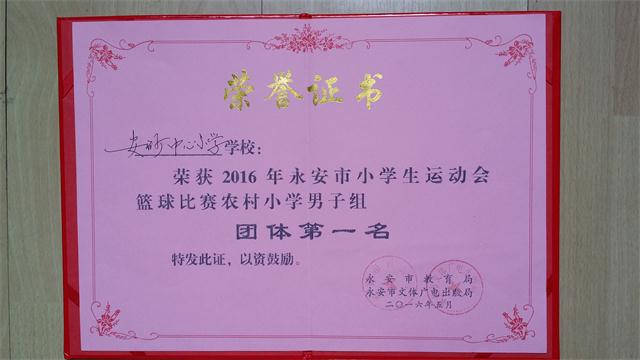 荣誉证书
安砂中心小学学校：
荣获2016年永安市小学生运动会
篮球比赛农村小学男子组
团体第一名
特发此证，以资鼓励。
永安市教育局
永安市文体广电出版局
二〇一六年五月